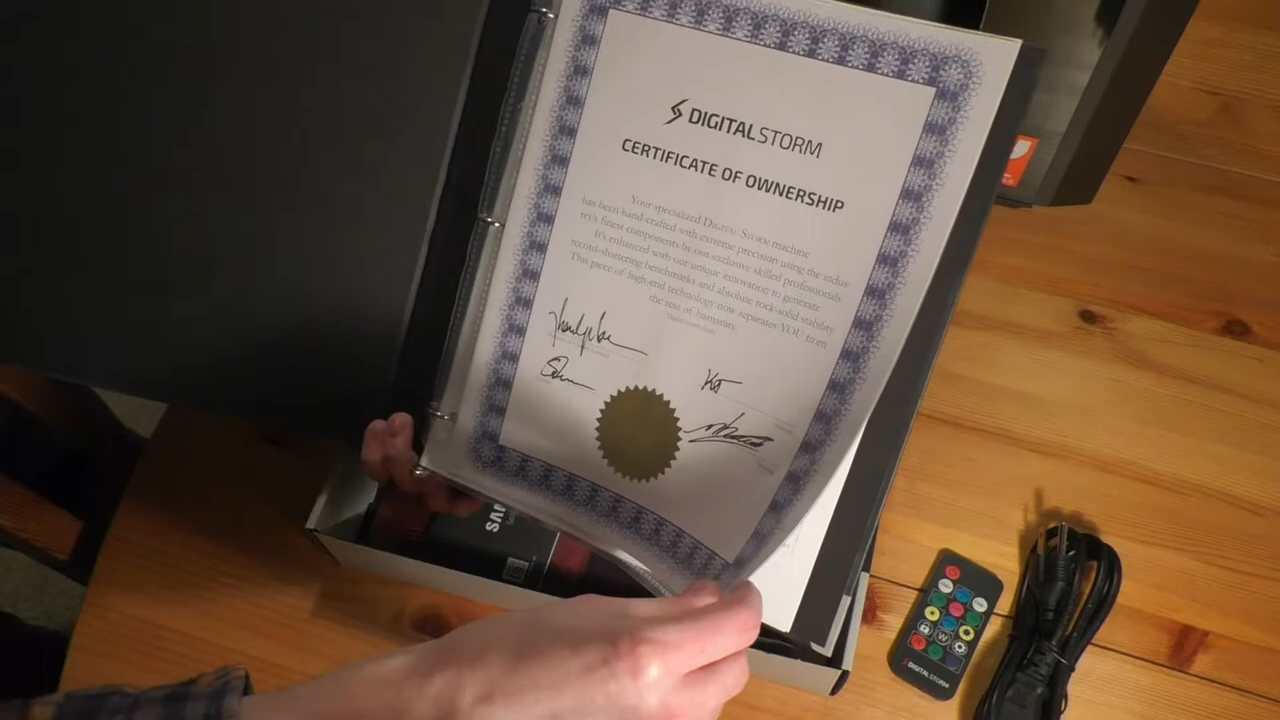 DIGITALSTORM
CERTIFICATE OF OWNERSHIP
Your specialized DIGITAL STORM machine
has been hand-crafted with extreme precision using the indus-
try's finest components by our exclusive skilled professionals.
It's enhanced with our unique innovation to generate
record-shattering benchmarks and absolute rock-solid stability
This piece of high-end technology now separates YOU from
the rest of humanity.
SAM
W
DIGITALSTORM